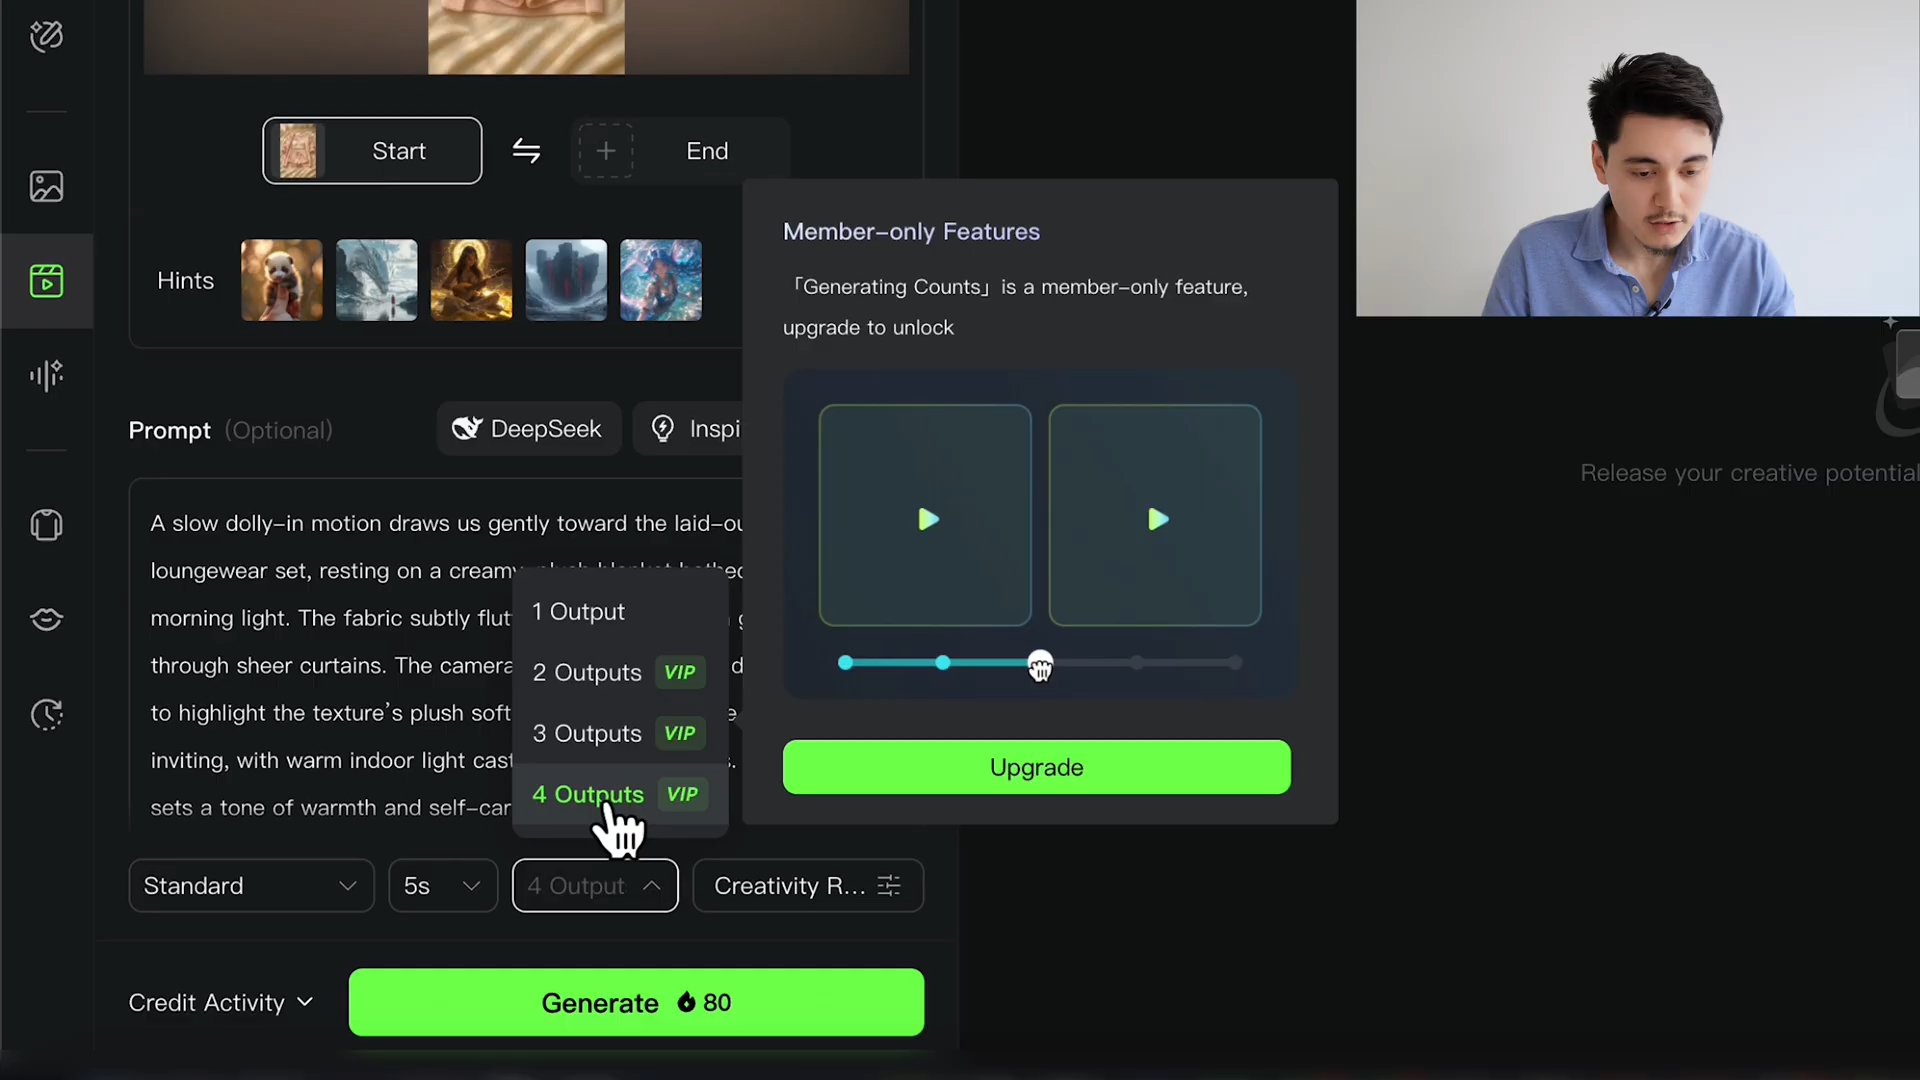 Start
End
Hints
Member-only Features
「Generating Counts」is a member-only feature,
upgrade to unlock
Prompt (Optional)
DeepSeek
Inspi
Release your creative potential
A slow dolly-in motion draws us gently toward the laid-ou
loungewear set, resting on a creamy
morning light. The fabric subtly flut
through sheer curtains. The camera
to highlight the texture's plush soft
inviting, with warm indoor light cast
sets a tone of warmth and self-car
1 Output
2 Outputs VIP
3 Outputs VIP
4 Outputs VIP
Upgrade
Standard
5s
4 Output
Creativity R...
Credit Activity
Generate 80